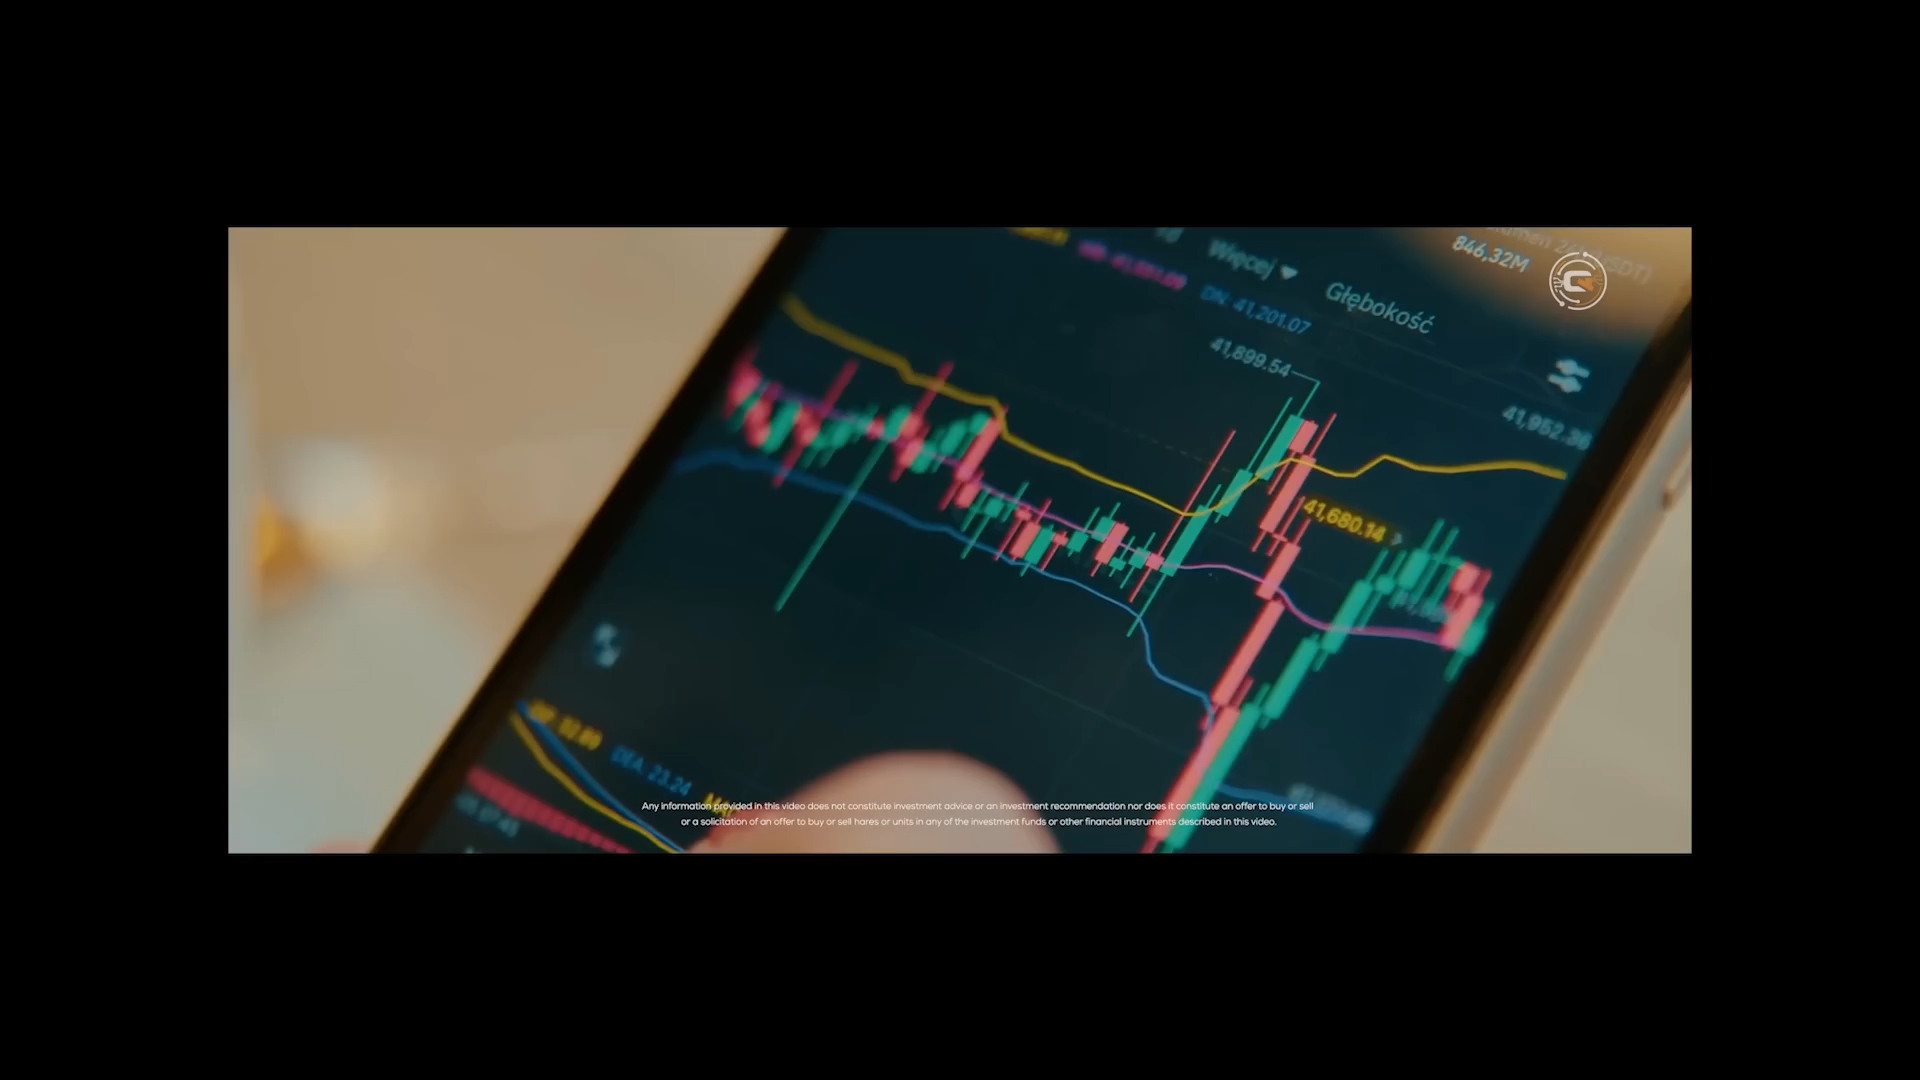 846,32M
Więcej
Głębokość
DN: 41,201.07
41,899.54
41,952.36
41,680.14
DEA: 23.24
Any information provided in this video does not constitute investment advice or an investment recommendation nor does it constitute an offer to buy or sell
or a solicitation of an offer to buy or sell hares or units in any of the investment funds or other financial instruments described in this video.